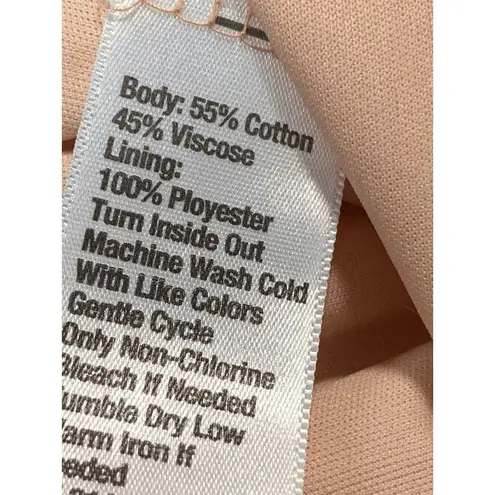 Body: 55% Cotton
45% Viscose
Lining:
100% Ployester
Turn Inside Out
Machine Wash Cold
With Like Colors
Gentle Cycle
Only Non-Chlorine
Bleach If Needed
Tumble Dry Low
Warm Iron If
Needed